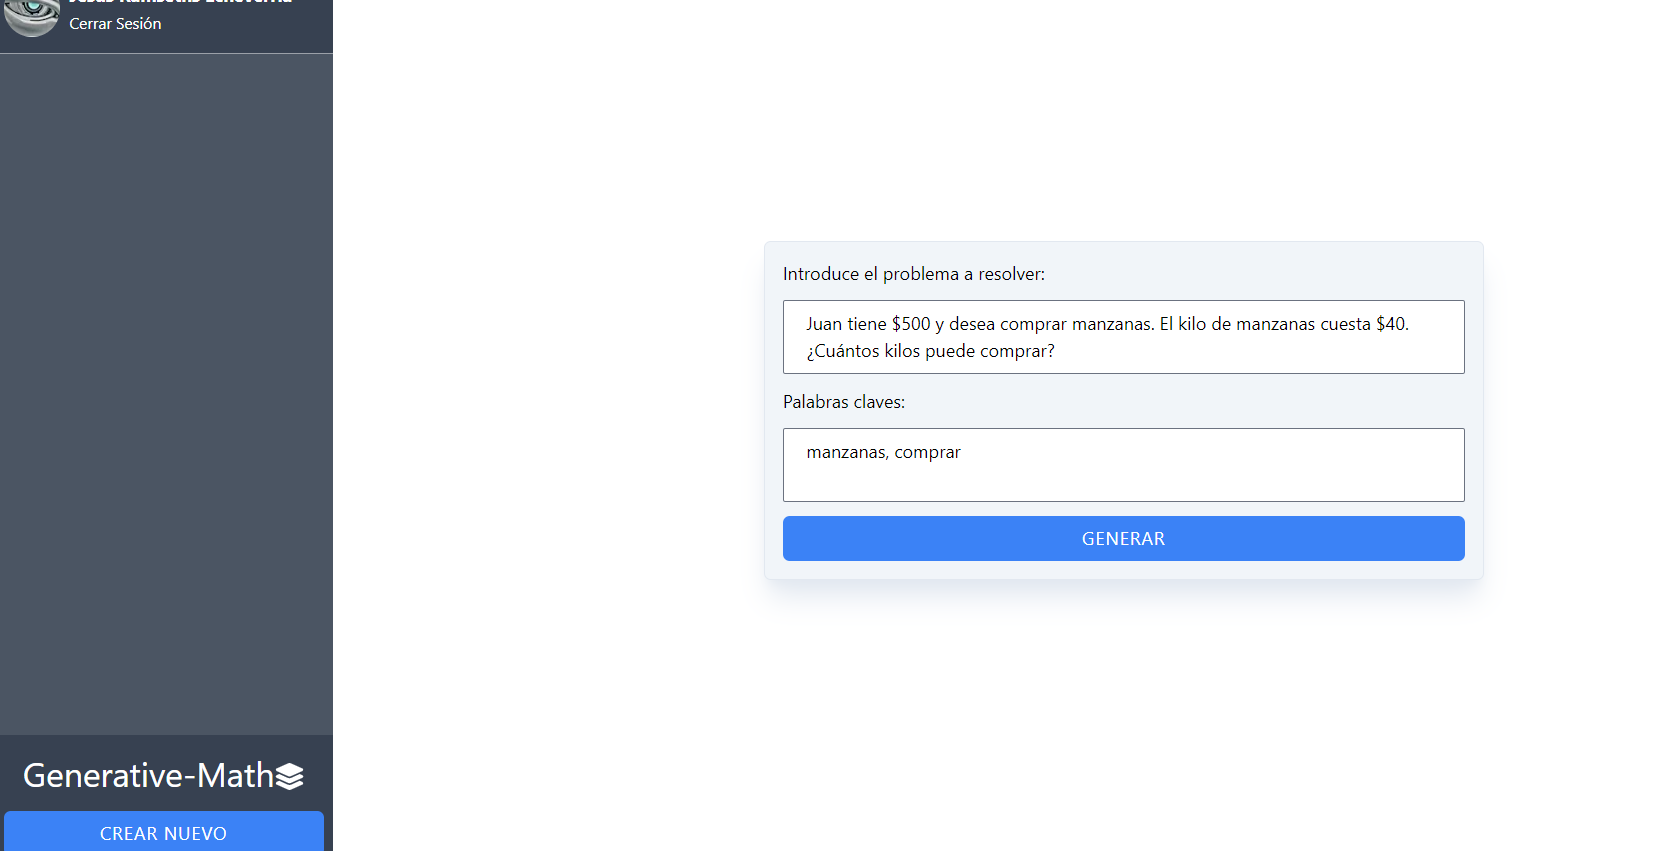 Cerrar Sesión
Introduce el problema a resolver:
Juan tiene $500 y desea comprar manzanas. El kilo de manzanas cuesta $40.
¿Cuántos kilos puede comprar?
Palabras claves:
manzanas, comprar
GENERAR
Generative-Math
CREAR NUEVO